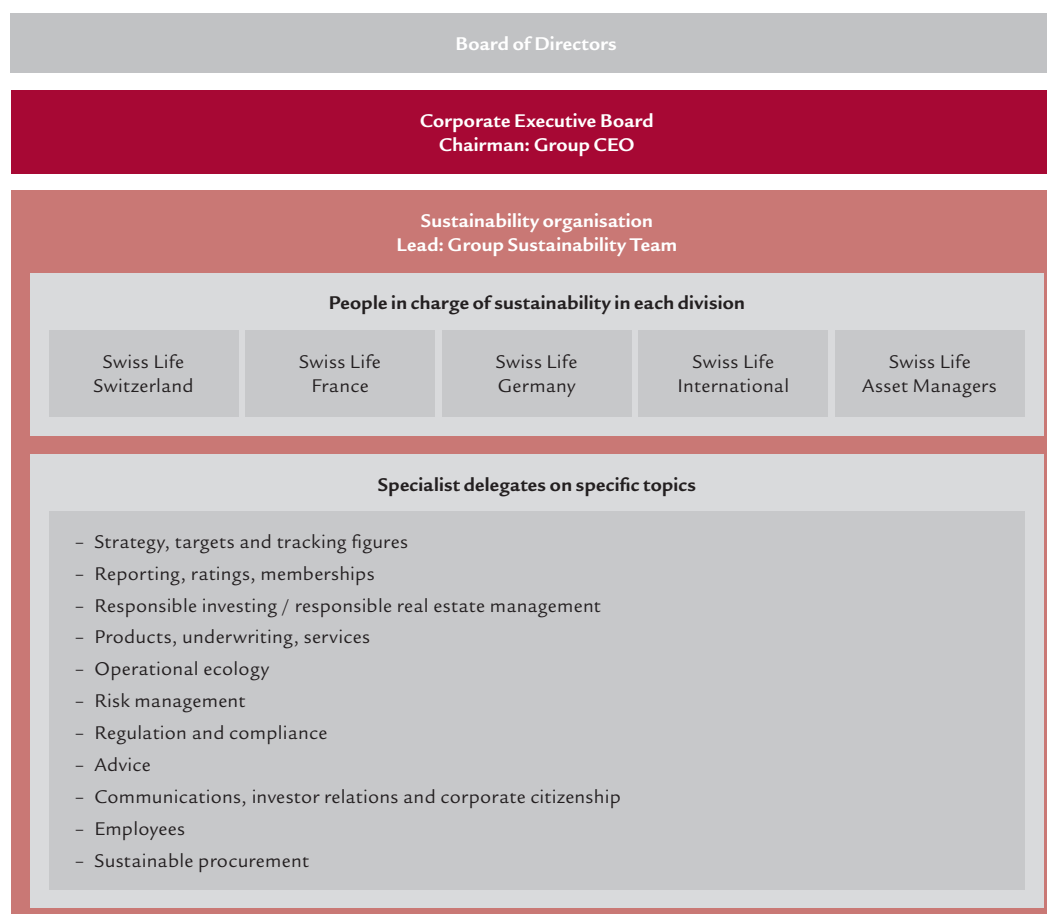 Board of Directors
Corporate Executive Board
Chairman: Group CEO
Sustainability organisation
Lead: Group Sustainability Team
People in charge of sustainability in each division
Swiss Life
Switzerland
Swiss Life
France
Swiss Life
Germany
Swiss Life
International
Swiss Life
Asset Managers
Specialist delegates on specific topics
– Strategy, targets and tracking figures
– Reporting, ratings, memberships
– Responsible investing / responsible real estate management
– Products, underwriting, services
– Operational ecology
– Risk management
– Regulation and compliance
– Advice
– Communications, investor relations and corporate citizenship
– Employees
– Sustainable procurement